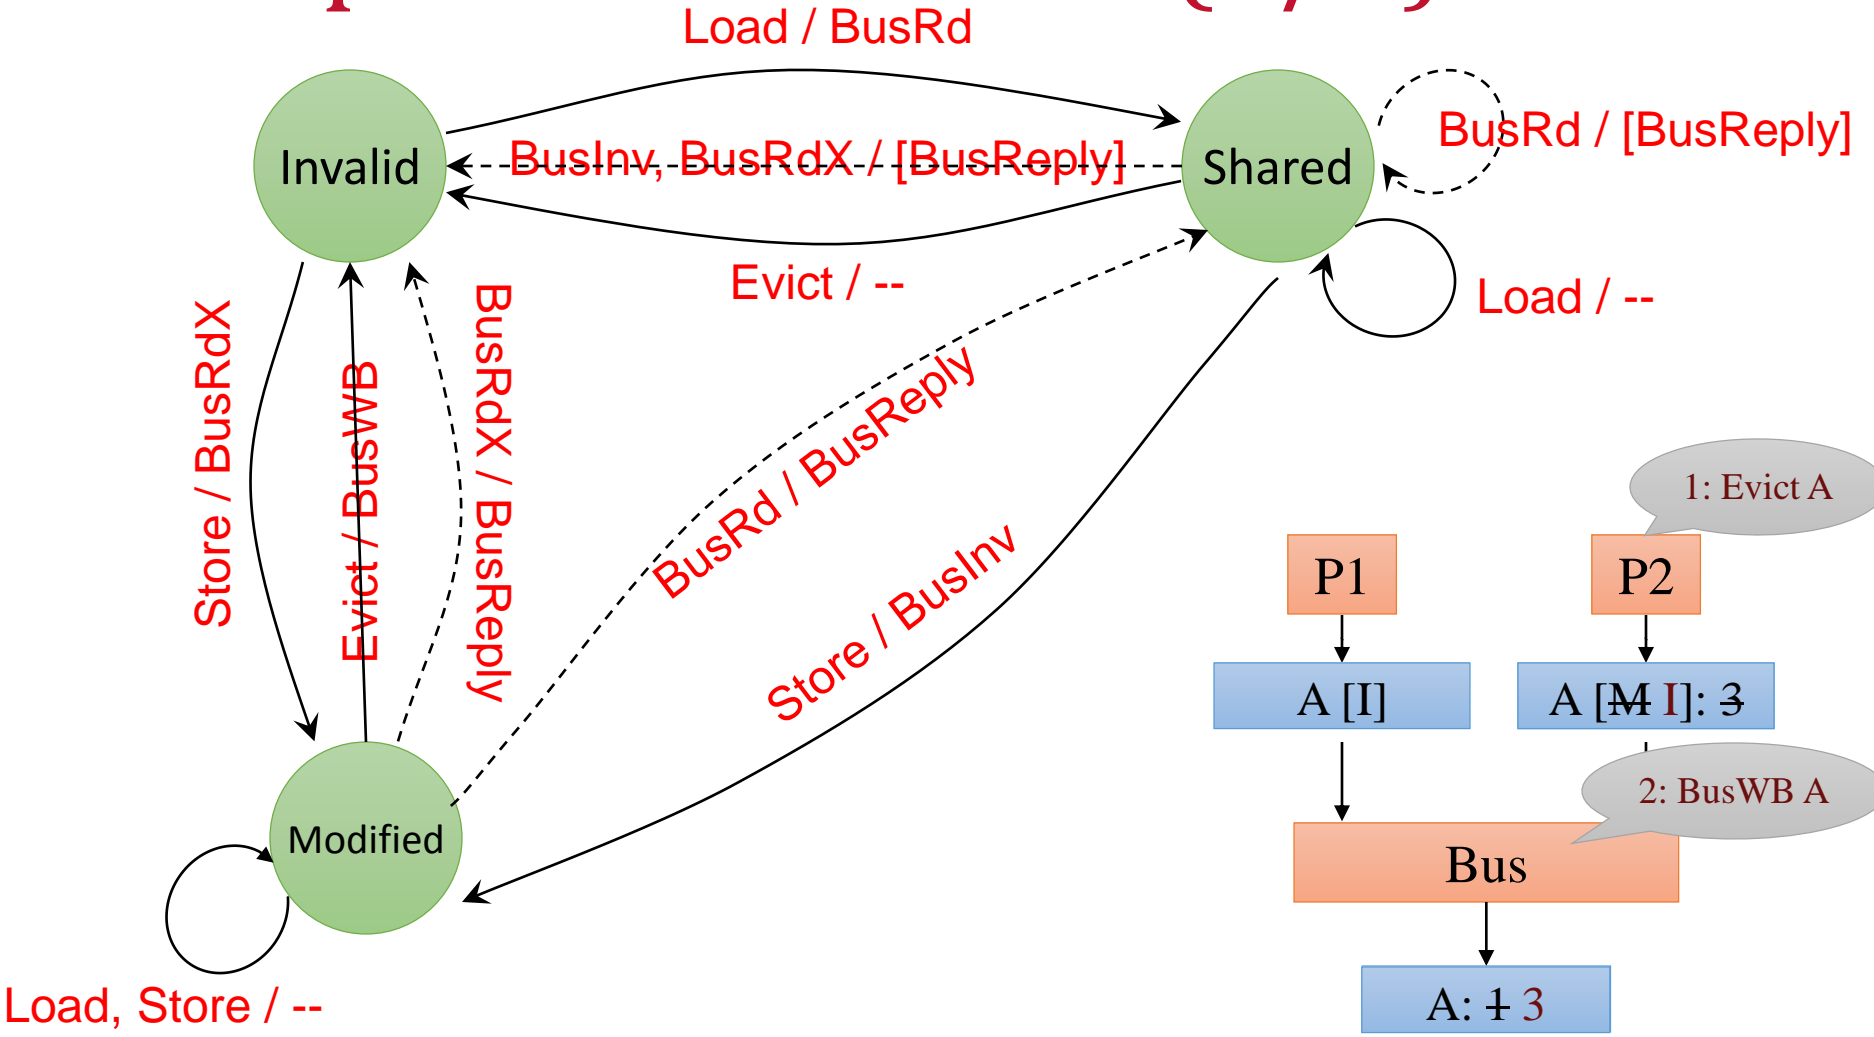 Load / BusRd
Invalid
BusInv, BusRdX / [BusReply]
Shared
BusRd / [BusReply]
Evict / --
Load / --
Store / BusRdX
Evict / BusWB
BusRdX / BusReply
BusRd / BusReply
Store / BusInv
Modified
Load, Store / --
1: Evict A
P1
P2
A [I]
A [M I]: 3
2: BusWB A
Bus
A: 1 3